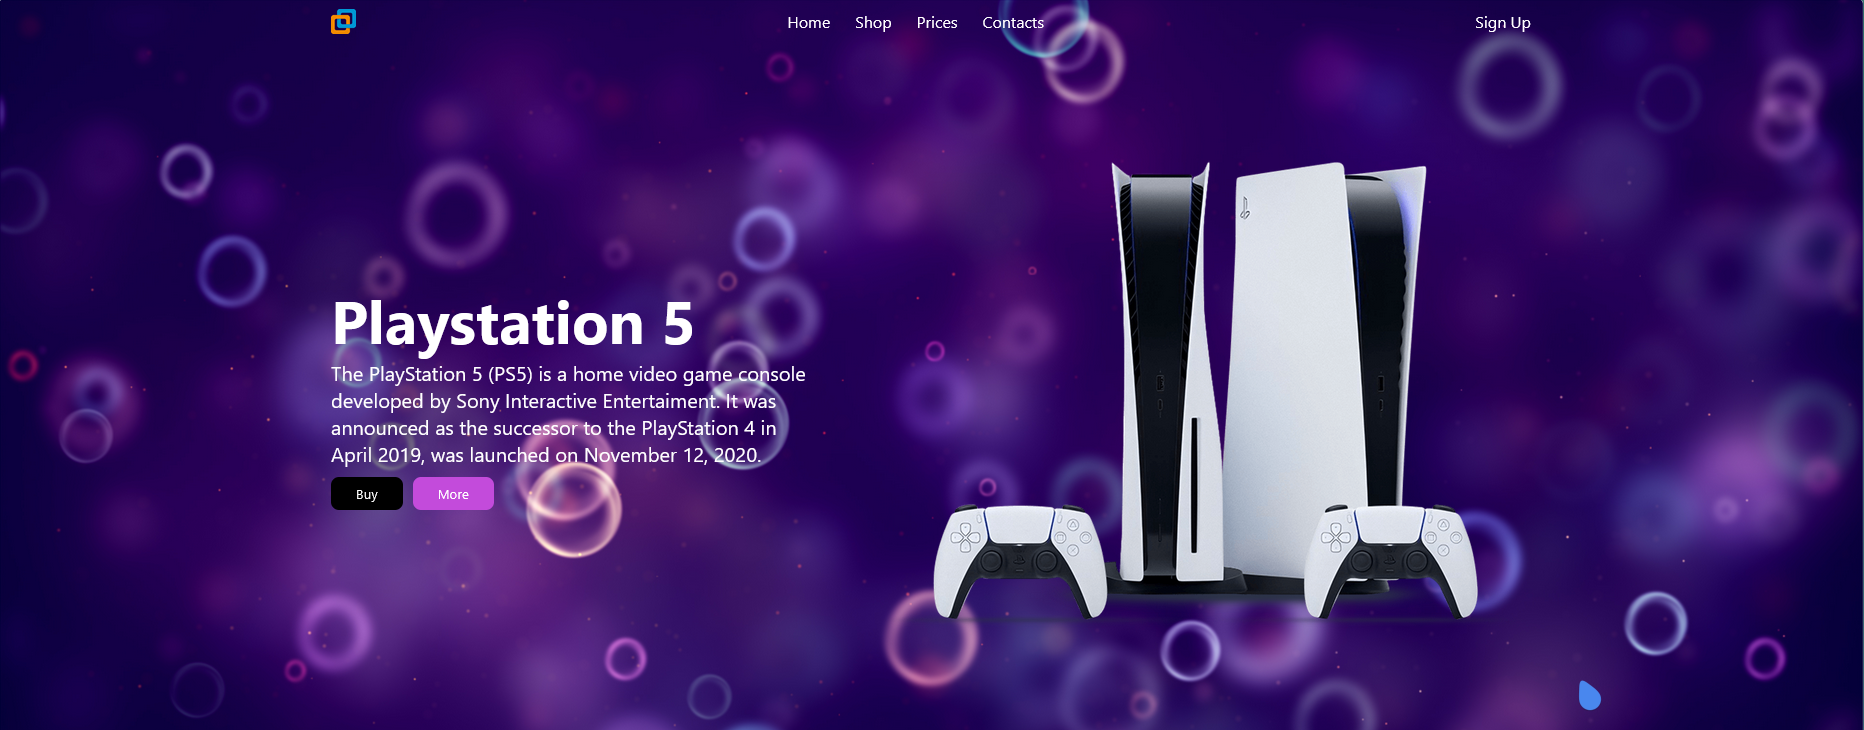 Home Shop Prices Contacts Sign Up
Playstation 5
The PlayStation 5 (PS5) is a home video game console
developed by Sony Interactive Entertaiment. It was
announced as the successor to the PlayStation 4 in
April 2019, was launched on November 12, 2020.
Buy More